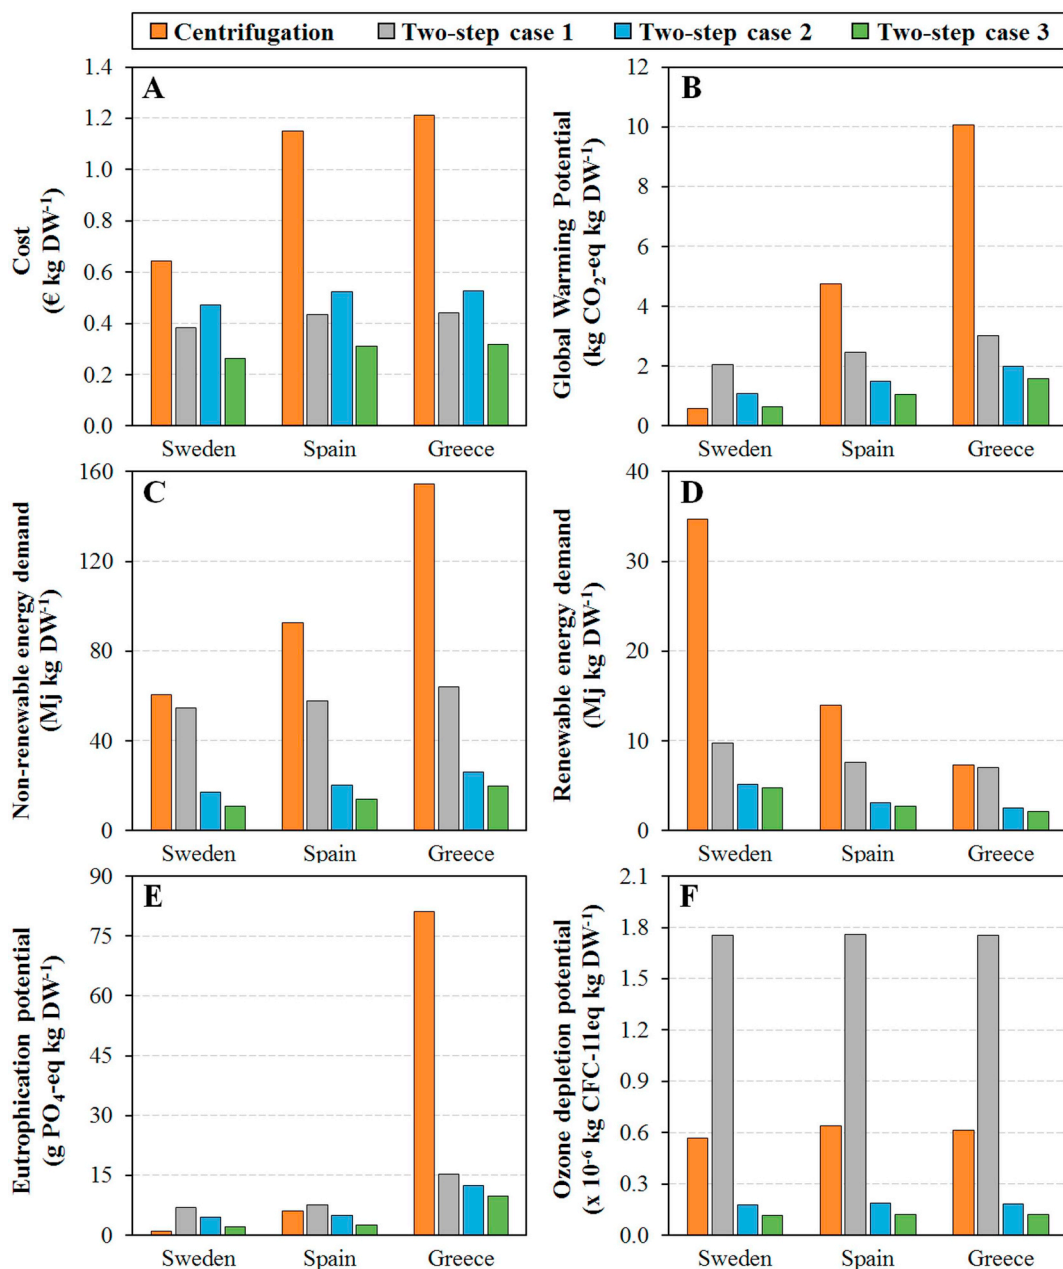 Centrifugation Two-step case 1 Two-step case 2 Two-step case 3
A
Cost
(€ kg DW⁻¹)
1.4
1.2
1.0
0.8
0.6
0.4
0.2
0.0
Sweden Spain Greece
B
Global Warming Potential
(kg CO₂-eq kg DW⁻¹)
12
10
8
6
4
2
0
Sweden Spain Greece
C
Non-renewable energy demand
(Mj kg DW⁻¹)
160
120
80
40
0
Sweden Spain Greece
D
Renewable energy demand
(Mj kg DW⁻¹)
40
30
20
10
0
Sweden Spain Greece
E
Eutrophication potential
(g PO₄-eq kg DW⁻¹)
90
75
60
45
30
15
0
Sweden Spain Greece
F
Ozone depletion potential
(x 10⁻⁶ kg CFC-11eq kg DW⁻¹)
2.1
1.8
1.5
1.2
0.9
0.6
0.3
0.0
Sweden Spain Greece